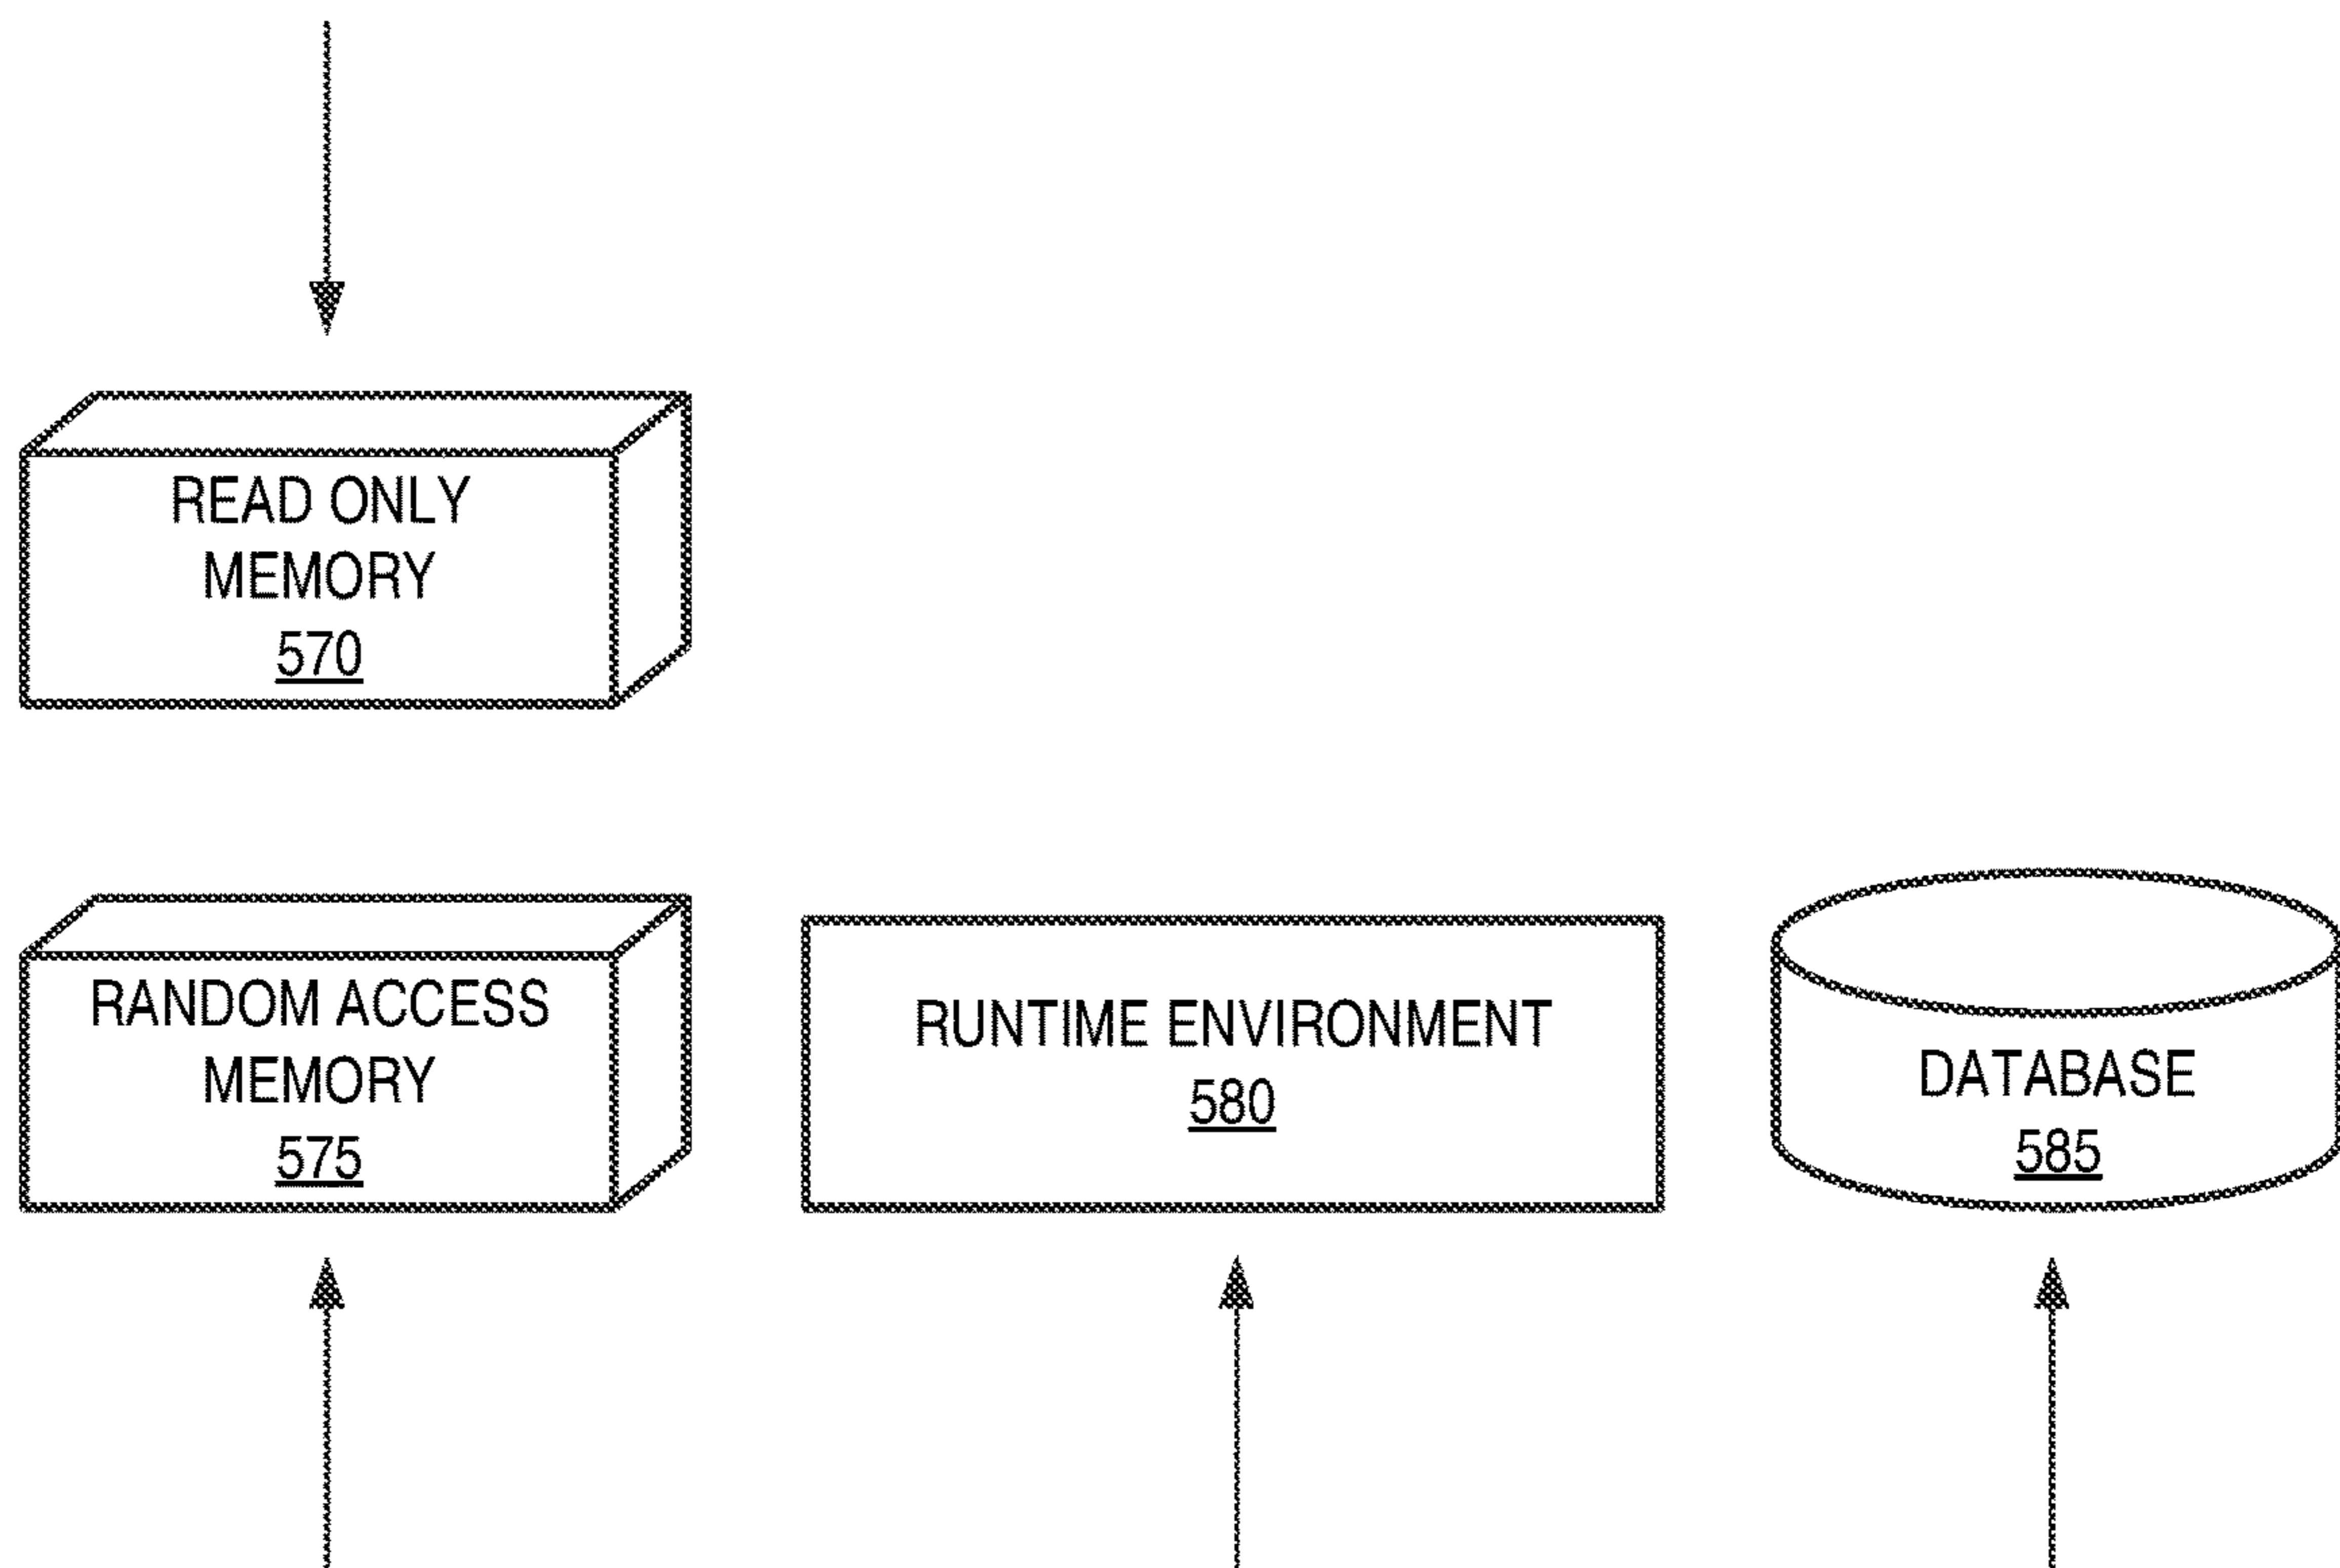 READ ONLY
MEMORY
570
RANDOM ACCESS
MEMORY
575
RUNTIME ENVIRONMENT
580
DATABASE
585